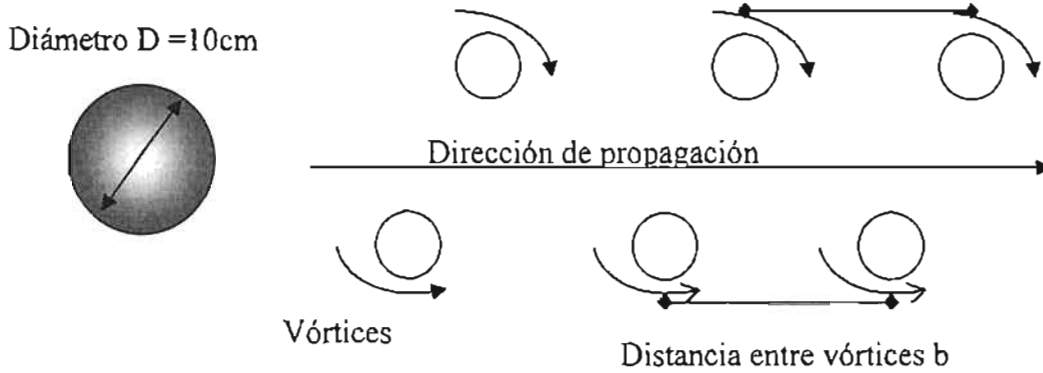 Diámetro D =10cm
Dirección de propagación
Vórtices
Distancia entre vórtices b